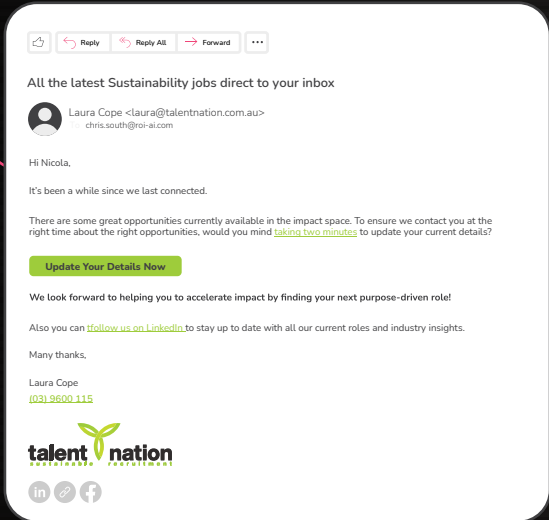 Reply
Reply All
Forward
All the latest Sustainability jobs direct to your inbox
Laura Cope <laura@talentnation.com.au>
chris.south@roi-ai.com
Hi Nicola,
It's been a while since we last connected.
There are some great opportunities currently available in the impact space. To ensure we contact you at the
right time about the right opportunities, would you mind taking two minutes to update your current details?
Update Your Details Now
We look forward to helping you to accelerate impact by finding your next purpose-driven role!
Also you can tfollow us on LinkedIn to stay up to date with all our current roles and industry insights.
Many thanks,
Laura Cope
(03) 9600 115
talent nation
sustainable recruitment
in
f